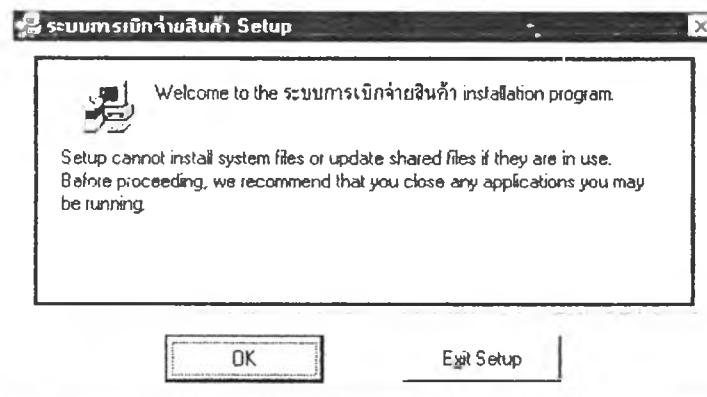 ระบบการเบิกจ่ายสินค้า Setup
Welcome to the ระบบการเบิกจ่ายสินค้า installation program.
Setup cannot install system files or update shared files if they are in use.
Before proceeding, we recommend that you close any applications you may
be running.
OK
Exit Setup